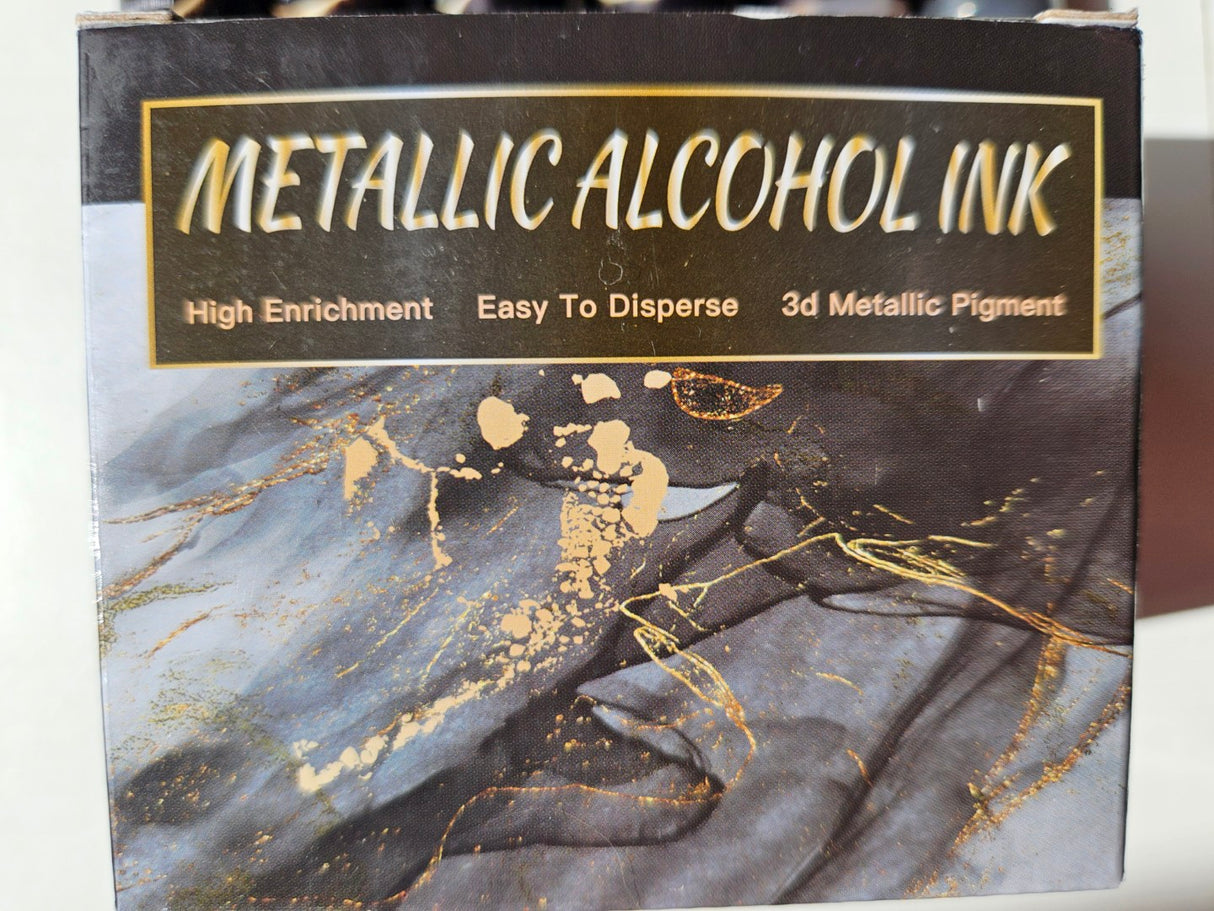 METALLIC ALCOHOL INK
High Enrichment Easy To Disperse 3d Metallic Pigment